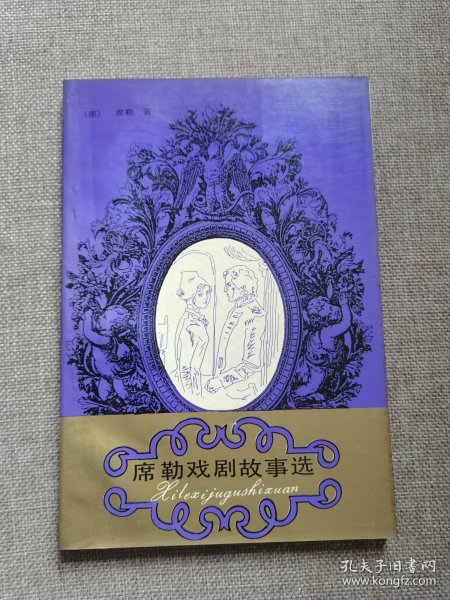 〔德〕 席勒 著
席勒戏剧故事选
Xilexijugushixuan
孔夫子旧书网
www.kongfz.com